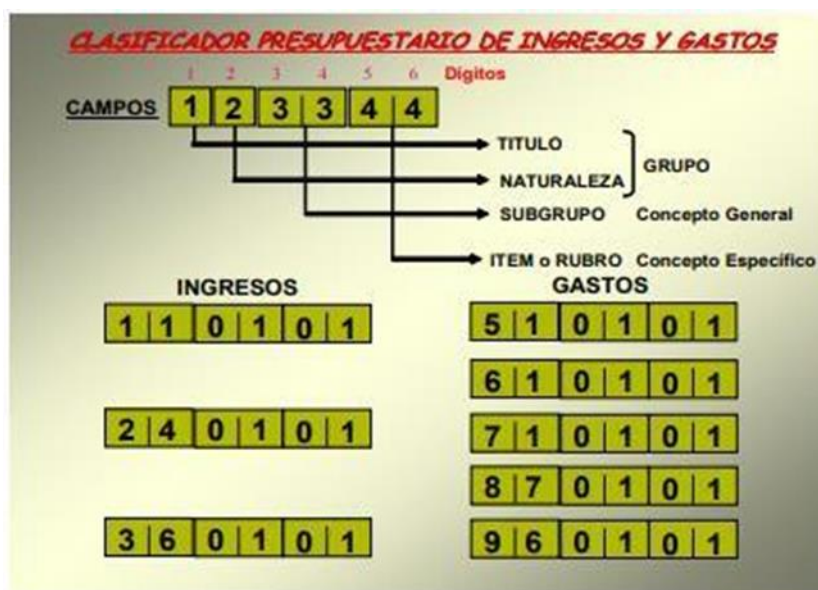 CLASIFICADOR PRESUPUESTARIO DE INGRESOS Y GASTOS
1 2 3 4 5 6 Dígitos
CAMPOS 1 2 3 3 4 4
TITULO
GRUPO
NATURALEZA
SUBGRUPO Concepto General
ITEM o RUBRO Concepto Específico
INGRESOS
1 1 0 1 0 1
2 4 0 1 0 1
3 6 0 1 0 1
GASTOS
5 1 0 1 0 1
6 1 0 1 0 1
7 1 0 1 0 1
8 7 0 1 0 1
9 6 0 1 0 1